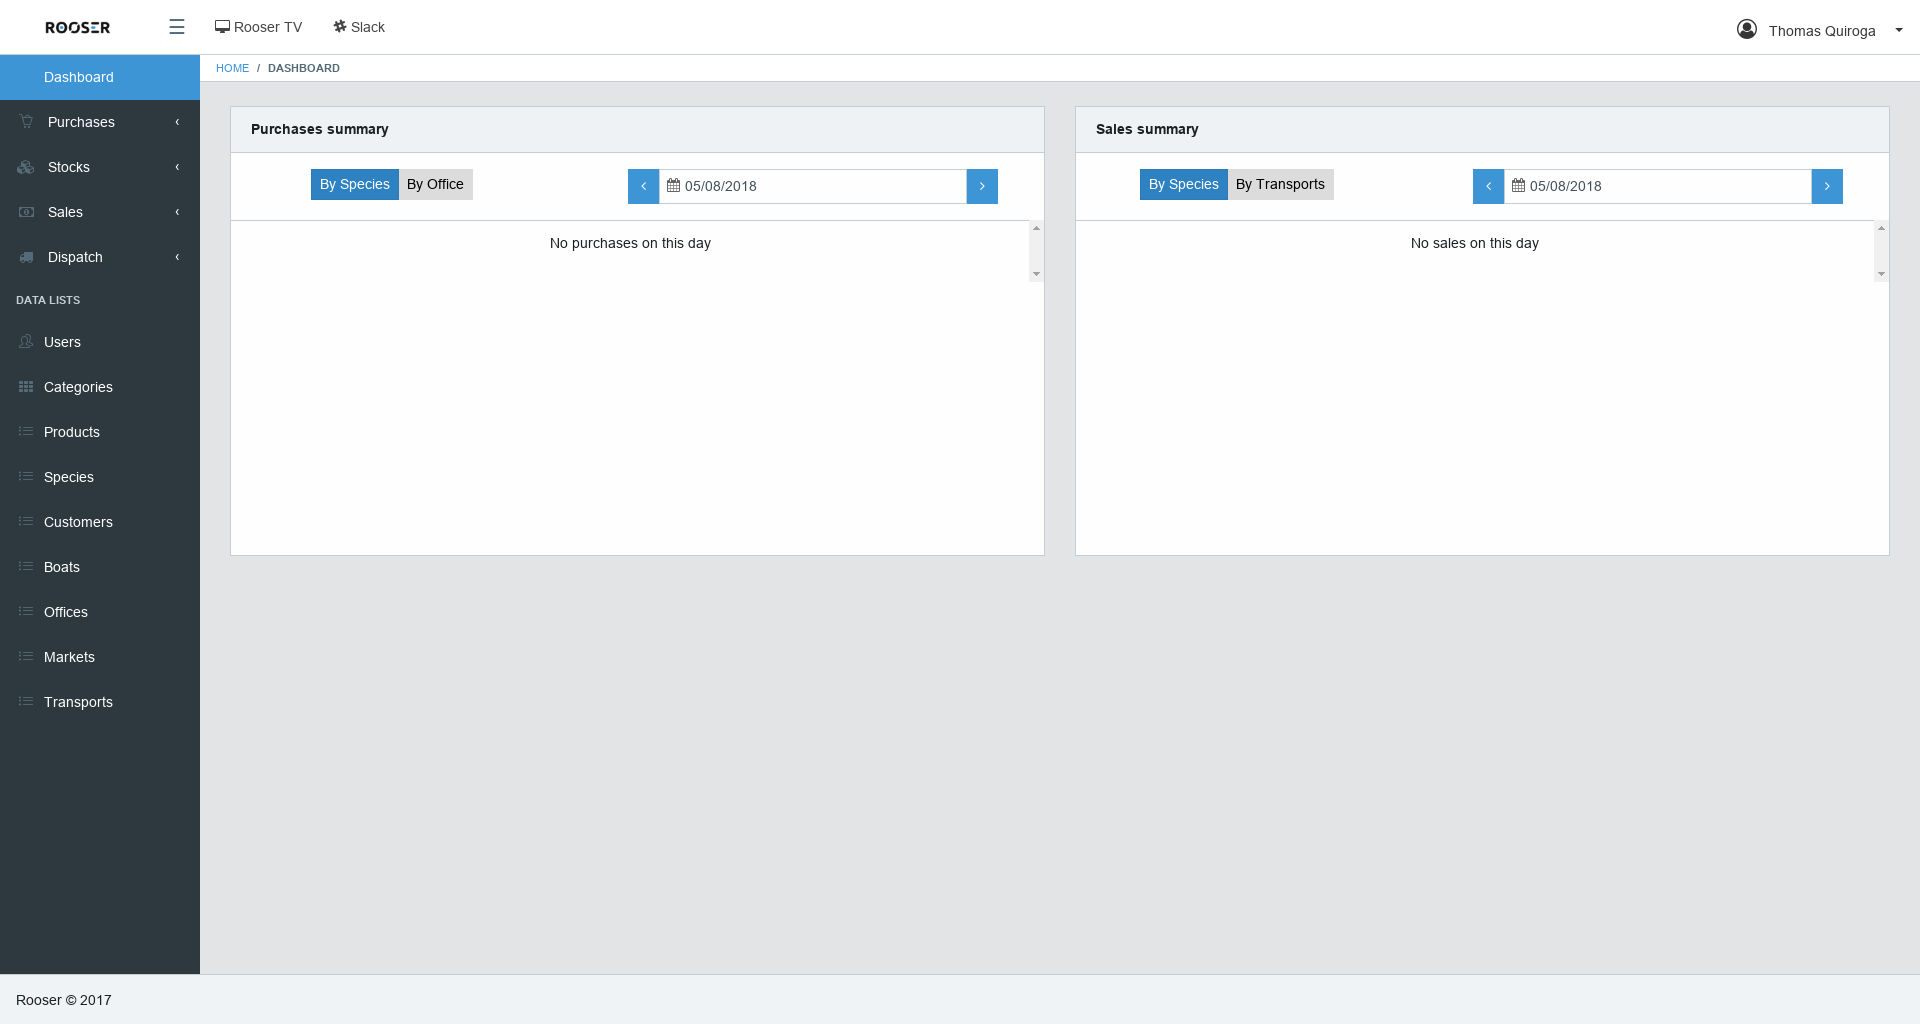 ROOSER
Rooser TV
Slack
Thomas Quiroga
Dashboard
HOME / DASHBOARD
Purchases
Stocks
Sales
Dispatch
DATA LISTS
Users
Categories
Products
Species
Customers
Boats
Offices
Markets
Transports
Purchases summary
By Species By Office
05/08/2018
No purchases on this day
Sales summary
By Species By Transports
05/08/2018
No sales on this day
Rooser © 2017